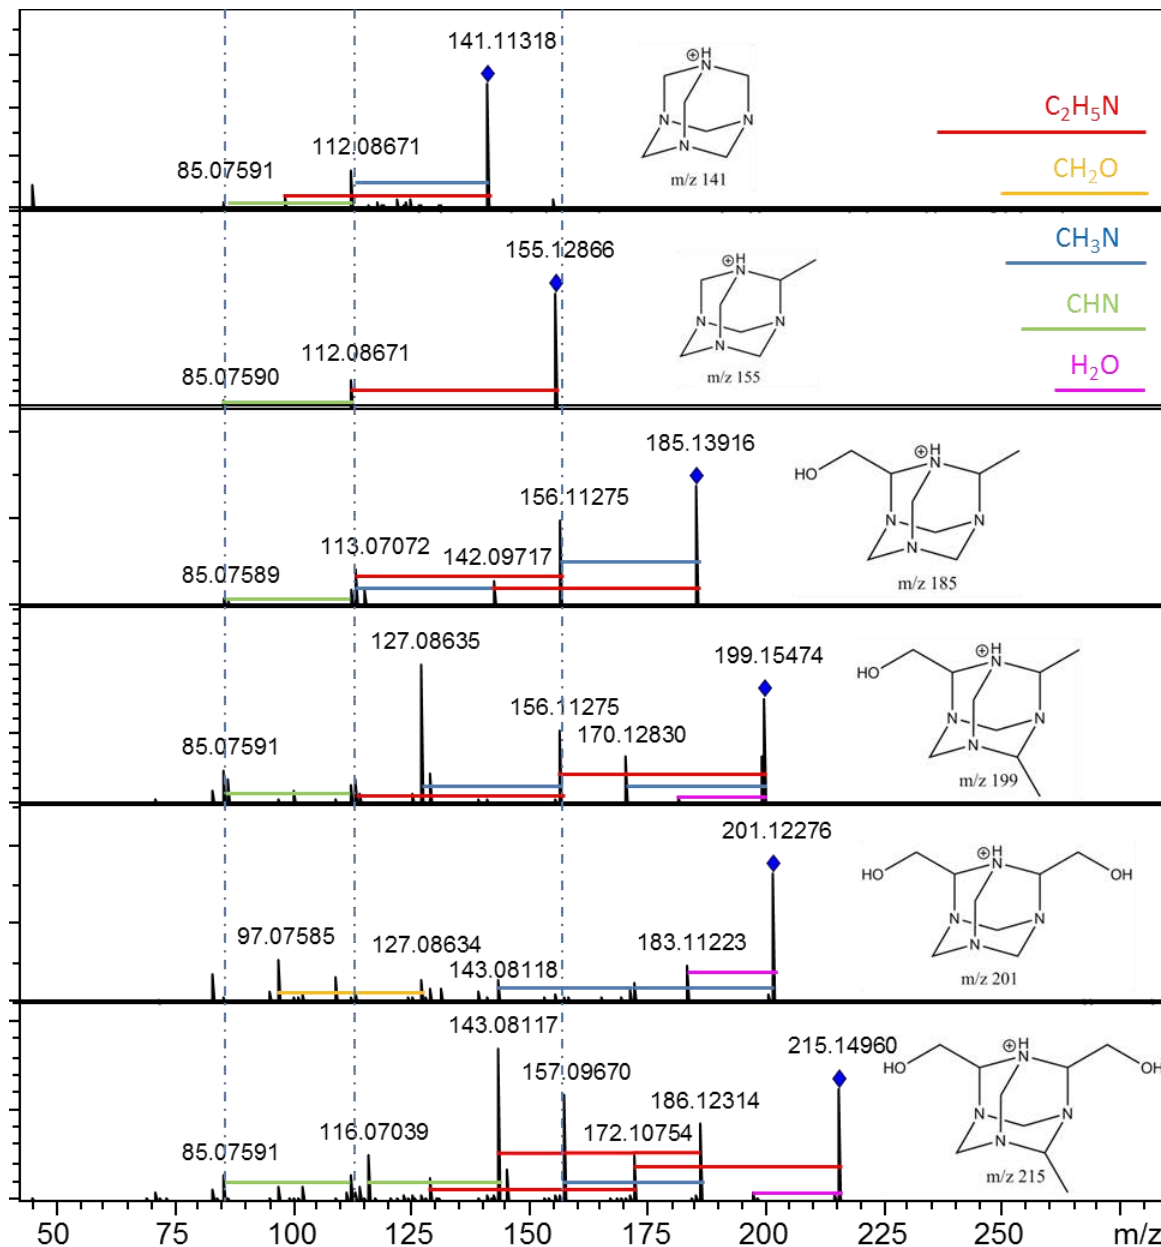 141.11318
112.08671
85.07591
⊕H
N
N
N
N
m/z 141
C₂H₅N
CH₂O
155.12866
112.08671
85.07590
⊕H
N
N
N
N
m/z 155
CH₃N
CHN
H₂O
185.13916
156.11275
113.07072
142.09717
85.07589
HO
⊕H
N
N
N
N
m/z 185
127.08635
199.15474
156.11275
170.12830
85.07591
HO
⊕H
N
N
N
N
m/z 199
201.12276
97.07585
127.08634
143.08118
183.11223
HO
⊕H
N
OH
N
N
N
m/z 201
143.08117
215.14960
157.09670
186.12314
116.07039
172.10754
85.07591
HO
⊕H
N
OH
N
N
N
m/z 215
50 75 100 125 150 175 200 225 250 m/z